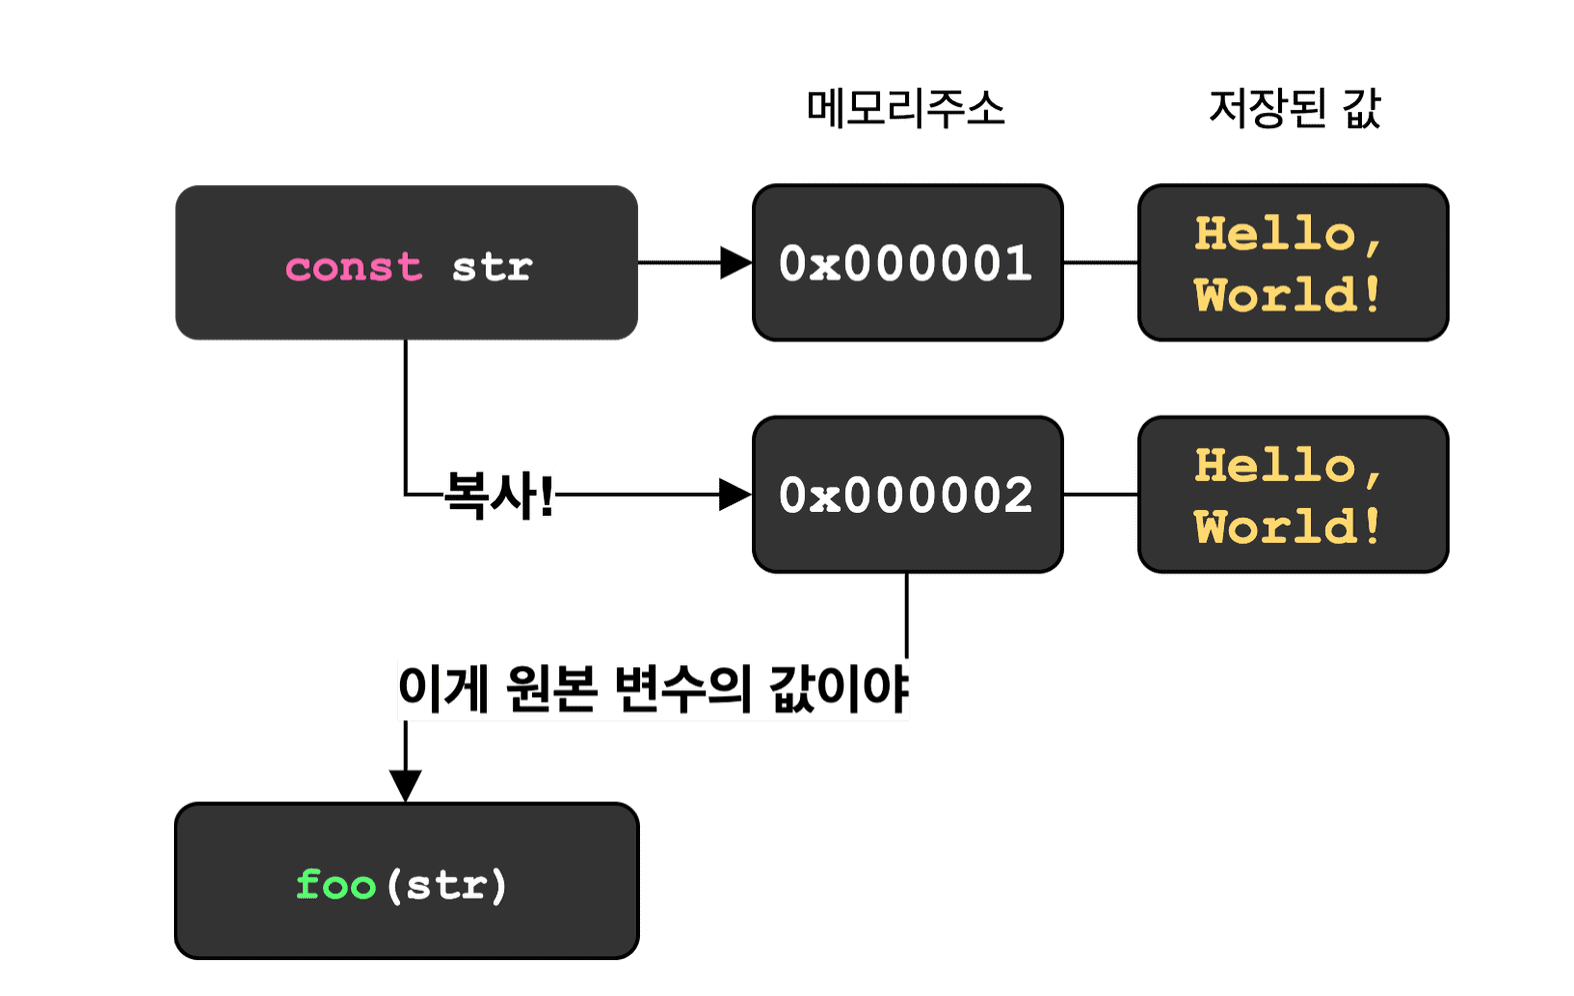 메모리주소
저장된 값
const str
0x000001
Hello,
World!
복사!
0x000002
Hello,
World!
이게 원본 변수의 값이야
foo(str)